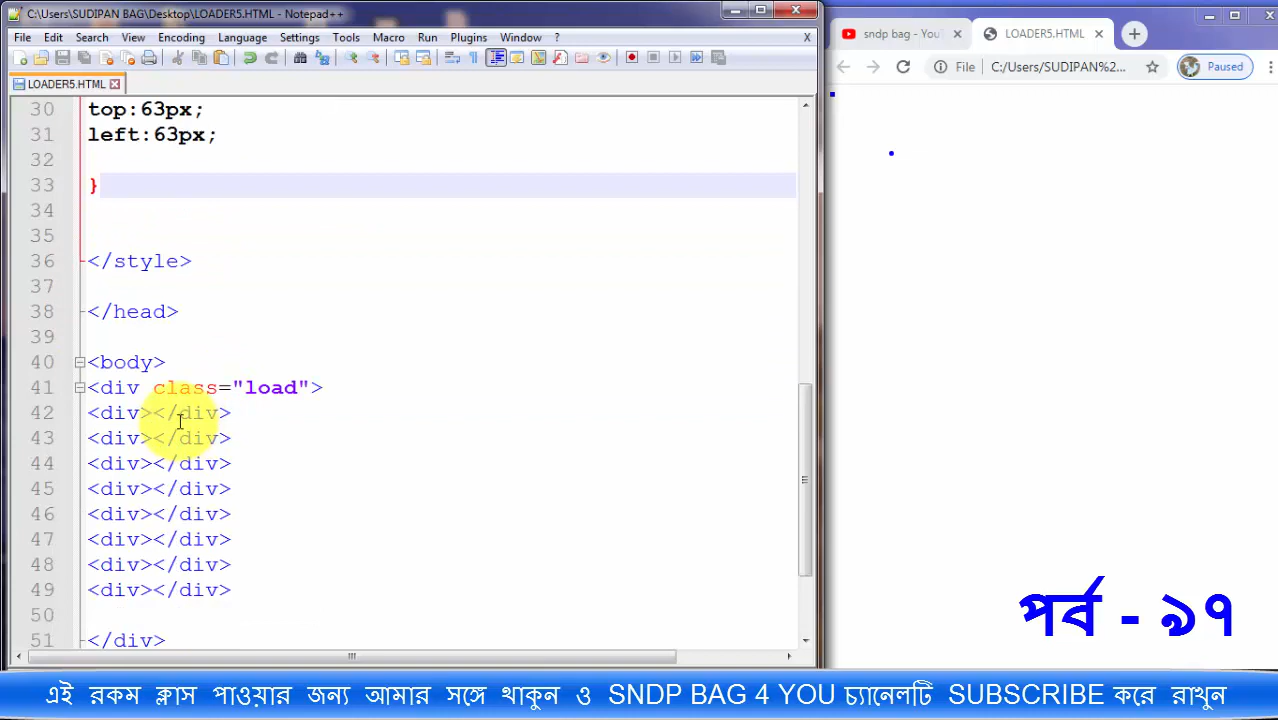 C:\Users\SUDIPAN BAG\Desktop\LOADER5.HTML - Notepad++
File Edit Search View Encoding Language Settings Tools Macro Run Plugins Window ? X
LOADER5.HTML
30 top:63px;
31 left:63px;
32
33 }
34
35
36 </style>
37
38 </head>
39
40 <body>
41 <div class="load">
42 <div></div>
43 <div></div>
44 <div></div>
45 <div></div>
46 <div></div>
47 <div></div>
48 <div></div>
49 <div></div>
50
51 </div>
sndp bag - You
LOADER5.HTML
File C:/Users/SUDIPAN%2... Paused
পর্ব - ৯৭
এই রকম ক্লাস পাওয়ার জন্য আমার সঙ্গে থাকুন ও SNDP BAG 4 YOU চ্যানেলটি SUBSCRIBE করে রাখুন